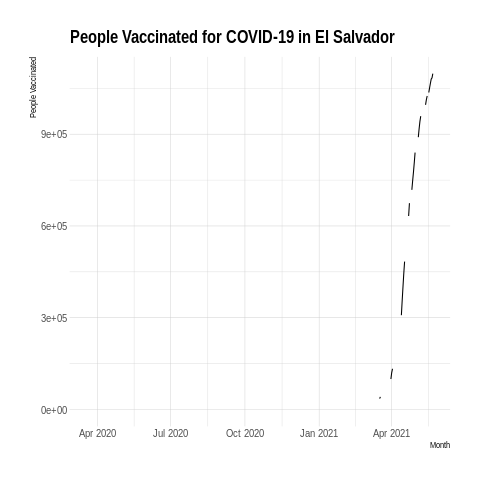 People Vaccinated for COVID-19 in El Salvador
People Vaccinated
9e+05
6e+05
3e+05
0e+00
Apr 2020 Jul 2020 Oct 2020 Jan 2021 Apr 2021
Month